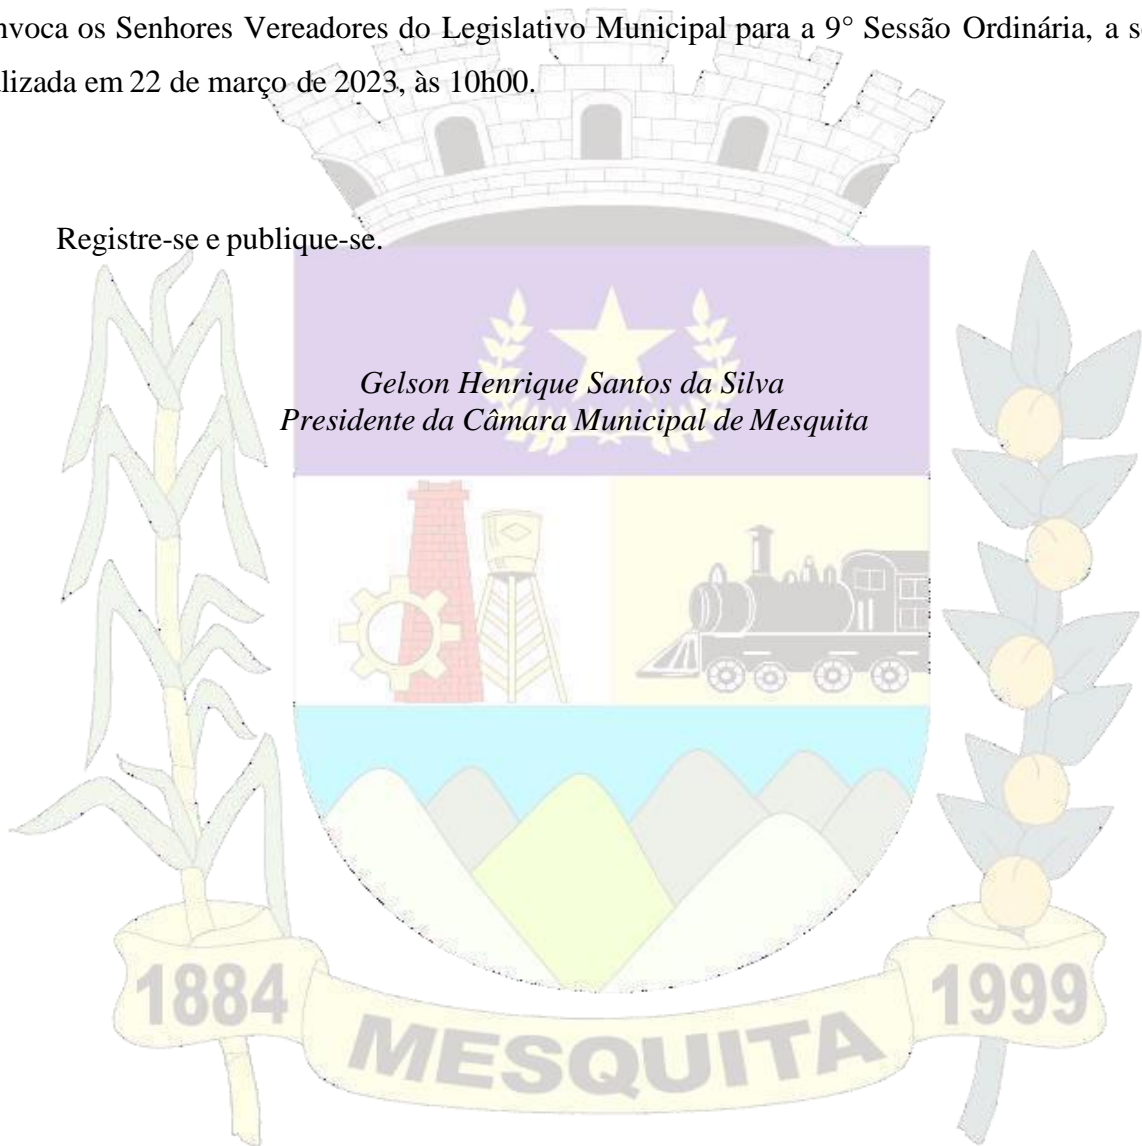 nvoca os Senhores Vereadores do Legislativo Municipal para a 9° Sessão Ordinária, a s
alizada em 22 de março de 2023, às 10h00.
Registre-se e publique-se.
Gelson Henrique Santos da Silva
Presidente da Câmara Municipal de Mesquita
1884
MESQUITA
1999